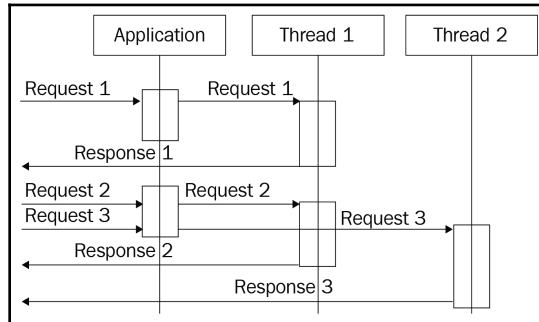 Application
Thread 1
Thread 2
Request 1
Request 1
Response 1
Request 2
Request 2
Request 3
Request 3
Response 2
Response 3